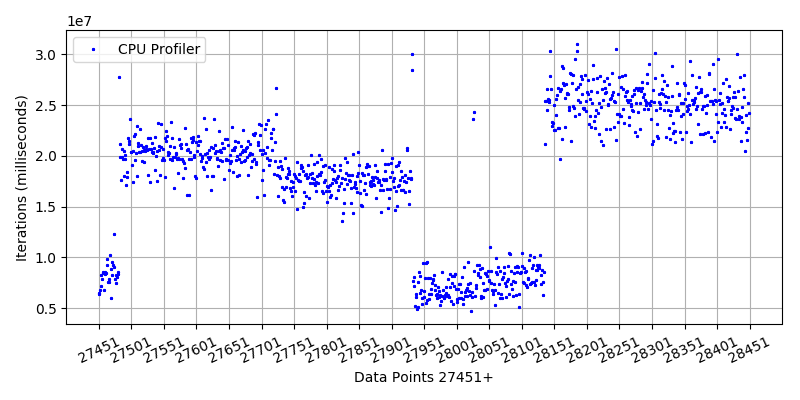 1e7
CPU Profiler
3.0
2.5
2.0
1.5
1.0
0.5
Iterations (milliseconds)
27451 27501 27551 27601 27651 27701 27751 27801 27851 27901 27951 28001 28051 28101 28151 28201 28251 28301 28351 28401 28451
Data Points 27451+